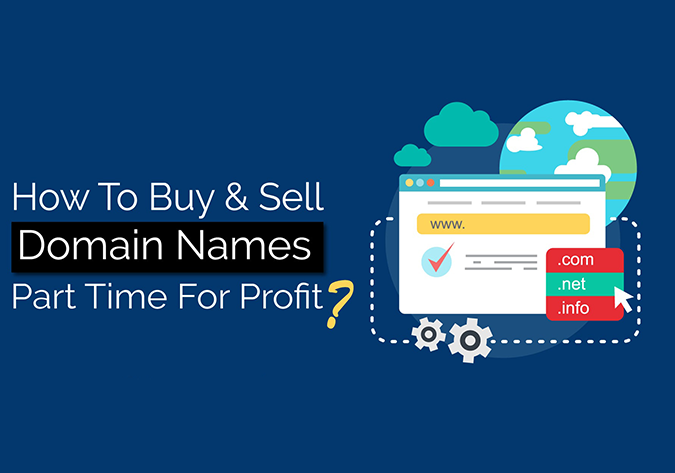 How To Buy & Sell
Domain Names
Part Time For Profit?
www.
.com
.net
.info